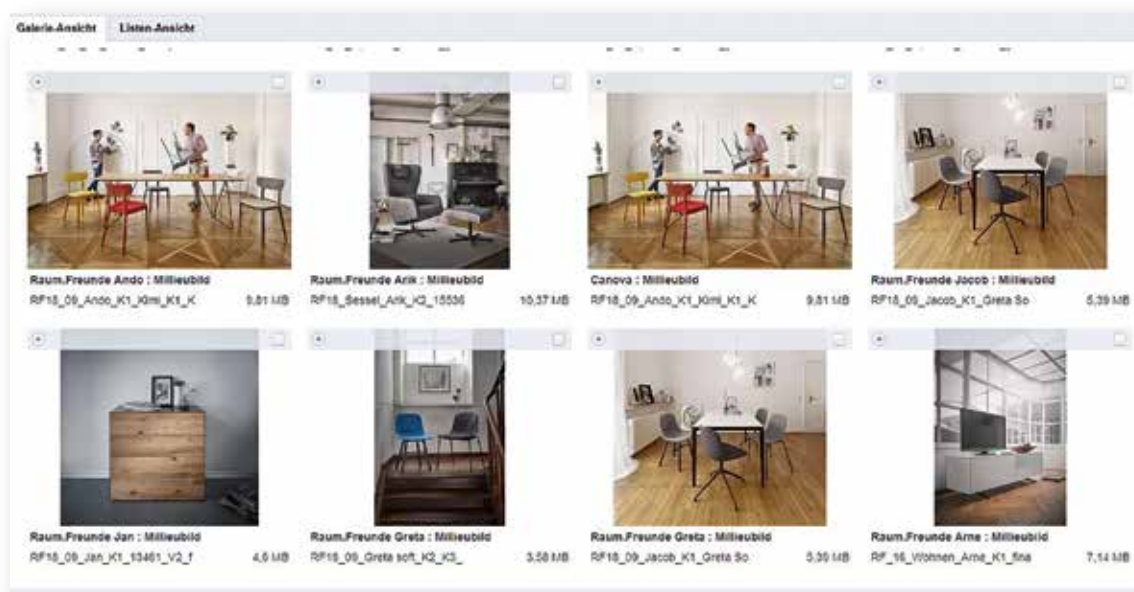 Galerie-Ansicht Listen-Ansicht
Raum.Freunde Ando : Millieubild
RF18_09_Ando_K1_Kimi_K1_K 9,81 MB
Raum.Freunde Arik : Millieubild
RF18_Sessel_Arik_K2_15536 10,37 MB
Canova : Millieubild
RF18_09_Ando_K1_Kimi_K1_K 9,81 MB
Raum.Freunde Jacob : Millieubild
RF18_09_Jacob_K1_Greta So 5,39 MB
Raum.Freunde Jan : Millieubild
RF18_09_Jan_K1_13461_V2_f 4,6 MB
Raum.Freunde Greta : Millieubild
RF18_09_Greta soft_K2_K3_ 3,58 MB
Raum.Freunde Greta : Millieubild
RF18_09_Jacob_K1_Greta So 5,39 MB
Raum.Freunde Arne : Millieubild
RF_16_Wohnen_Arne_K1_fina 7,14 MB